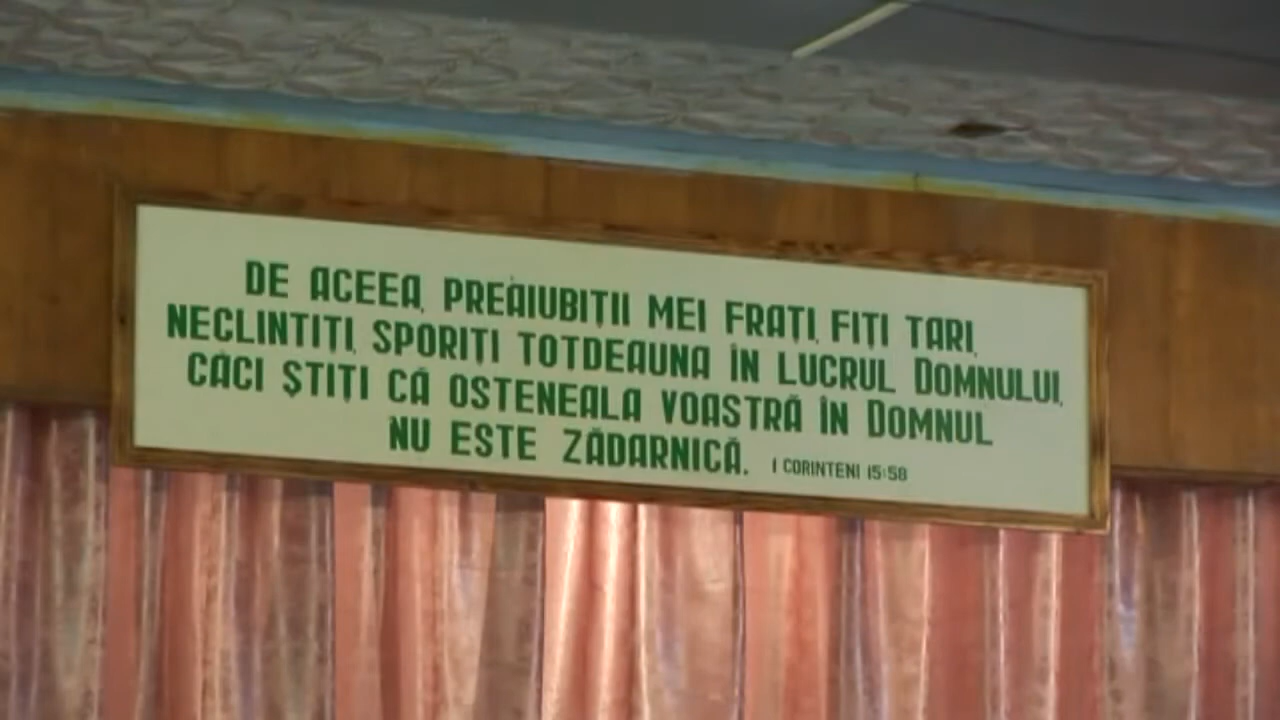 DE ACEEA, PREAIUBIȚII MEI FRAȚI, FIȚI TARI,
NECLINTIȚI, SPORIȚI TOTDEAUNA ÎN LUCRUL DOMNULUI,
CĂCI ȘTIȚI CĂ OSTENEALA VOASTRĂ ÎN DOMNUL
NU ESTE ZĂDARNICĂ. I CORINTENI 15:58